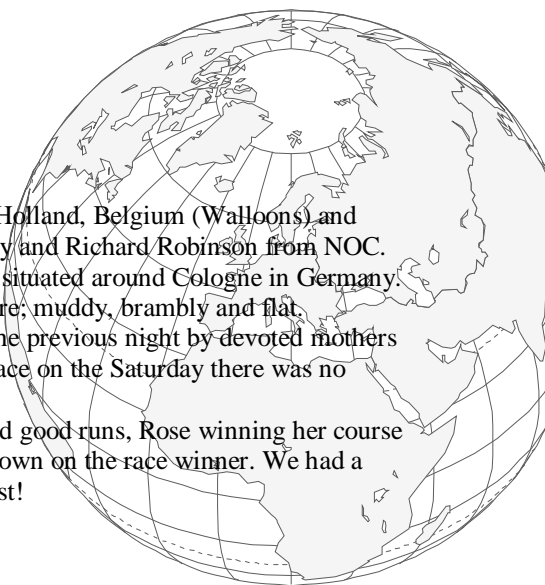 Holland, Belgium (Walloons) and
y and Richard Robinson from NOC.
situated around Cologne in Germany.
re; muddy, brambly and flat.
ne previous night by devoted mothers
ace on the Saturday there was no
d good runs, Rose winning her course
own on the race winner. We had a
st!